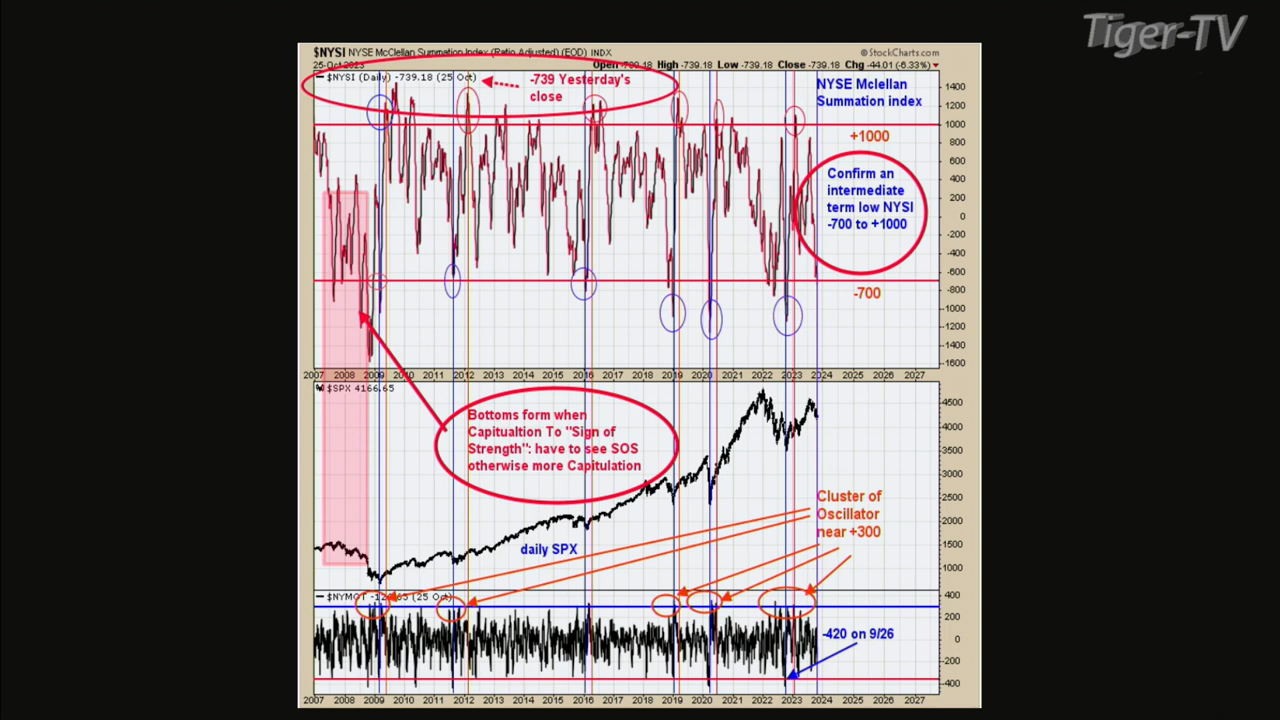 Tiger-TV
$NYSI NYSE McClellan Summation Index (Ratio Adjusted) (EOD) INDX
© StockCharts.com
25-Oct 2023
Open -739.18 High -739.18 Low -739.18 Close -739.18 Chg -44.01 (-6.33%)
$NYSI (Daily) -739.18 (25 Oct)
-739 Yesterday's
close
NYSE Mclellan
Summation index
+1000
Confirm an
intermediate
term low NYSI
-700 to +1000
-700
1400
1200
1000
800
600
400
200
0
-200
-400
-600
-800
-1000
-1200
-1400
-1600
2007 2008 2009 2010 2011 2012 2013 2014 2015 2016 2017 2018 2019 2020 2021 2022 2023 2024 2025 2026 2027
$SPX 4166.65
Bottoms form when
Capitualtion To "Sign of
Strength": have to see SOS
otherwise more Capitulation
daily SPX
Cluster of
Oscillator
near +300
4500
4000
3500
3000
2500
2000
1500
1000
$NYMOT (25 Oct)
-420 on 9/26
400
200
0
-200
-400
2007 2008 2009 2010 2011 2012 2013 2014 2015 2016 2017 2018 2019 2020 2021 2022 2023 2024 2025 2026 2027